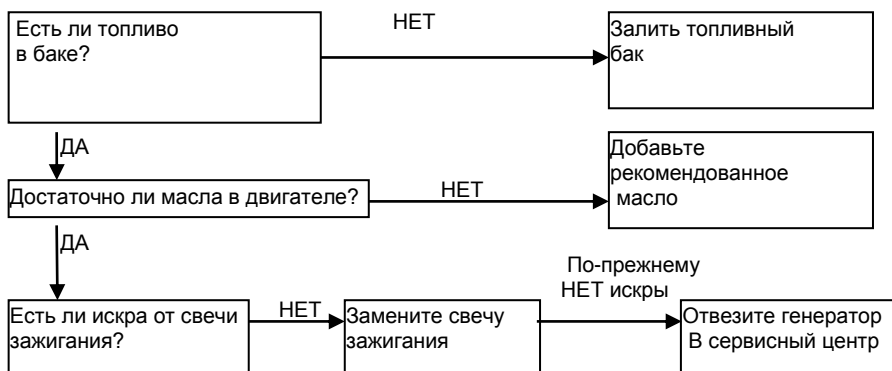 Есть ли топливо
в баке?
НЕТ
Залить топливный
бак
ДА
Достаточно ли масла в двигателе?
НЕТ
Добавьте
рекомендованное
масло
ДА
Есть ли искра от свечи
зажигания?
НЕТ
Замените свечу
зажигания
По-прежнему
НЕТ искры
Отвезите генератор
В сервисный центр